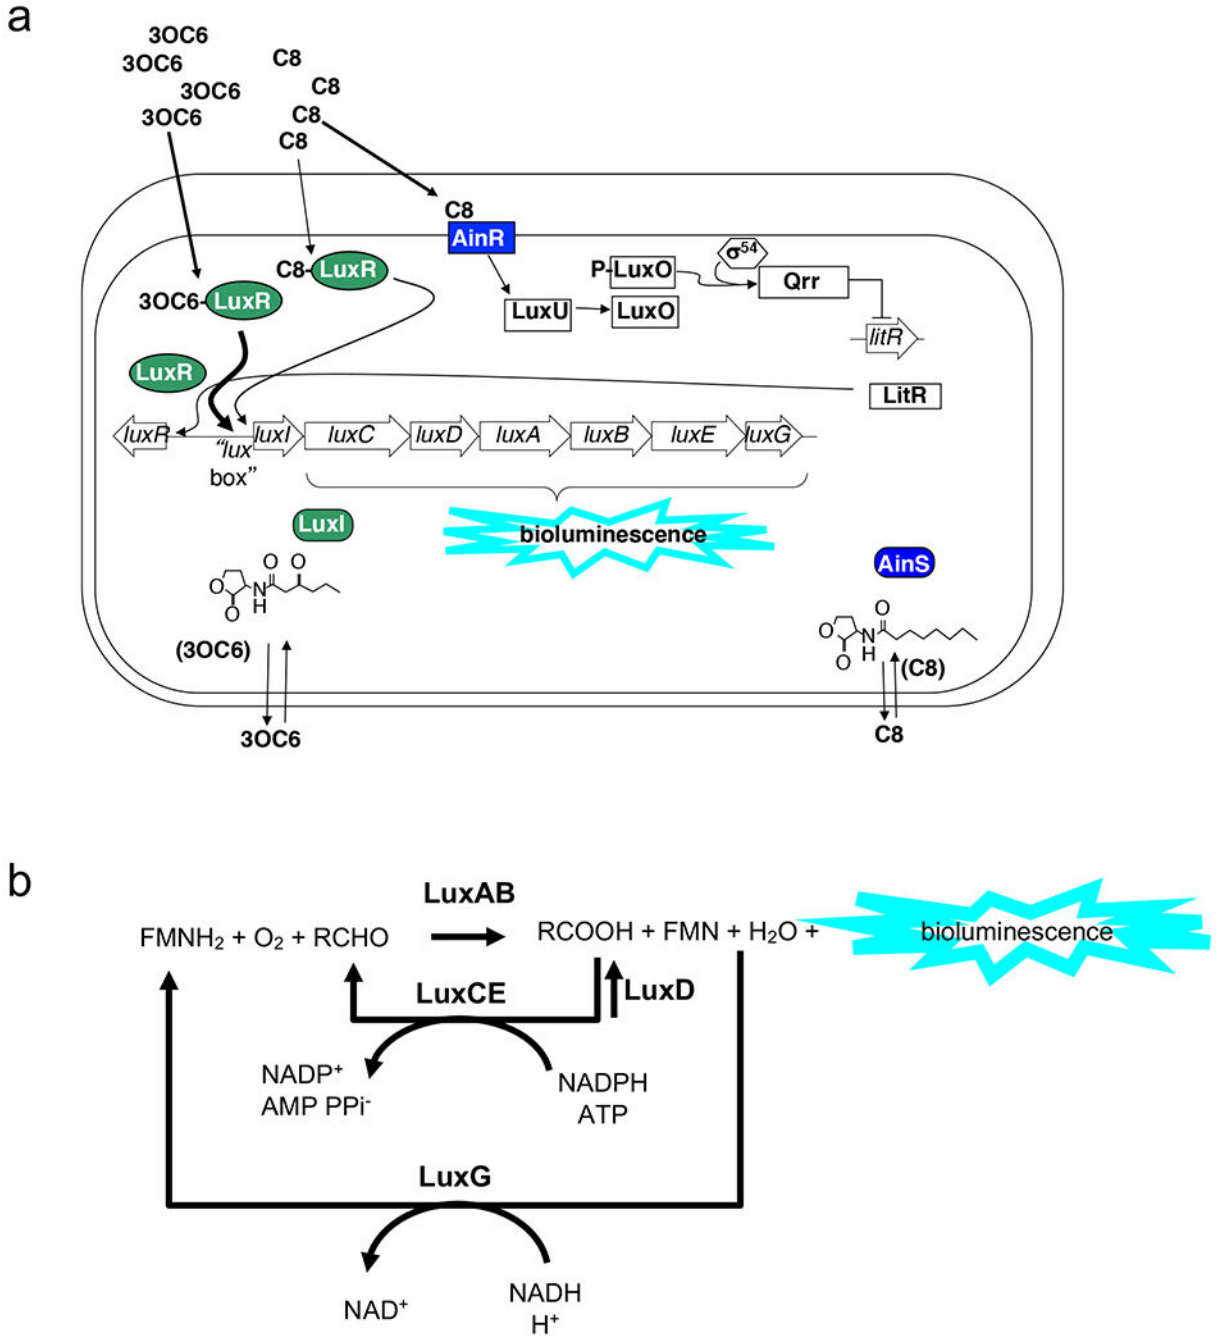 a
3OC6
3OC6
3OC6
3OC6
C8
C8
C8
C8
C8
AinR
C8-LuxR
3OC6-LuxR
LuxR
P-LuxO
σ54
Qrr
LuxU
LuxO
litR
LitR
luxR
"lux
box"
luxI
luxC
luxD
luxA
luxB
luxE
luxG
bioluminescence
LuxI
O O
O
N
H
O
(3OC6)
3OC6
AinS
O
O
N
H
O
(C8)
C8
b
LuxAB
FMNH2 + O2 + RCHO
RCOOH + FMN + H2O +
bioluminescence
LuxCE
LuxD
NADP+
AMP PPi-
NADPH
ATP
LuxG
NAD+
NADH
H+